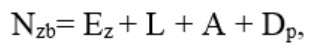 N_zb= E_z + L + A + D_p,